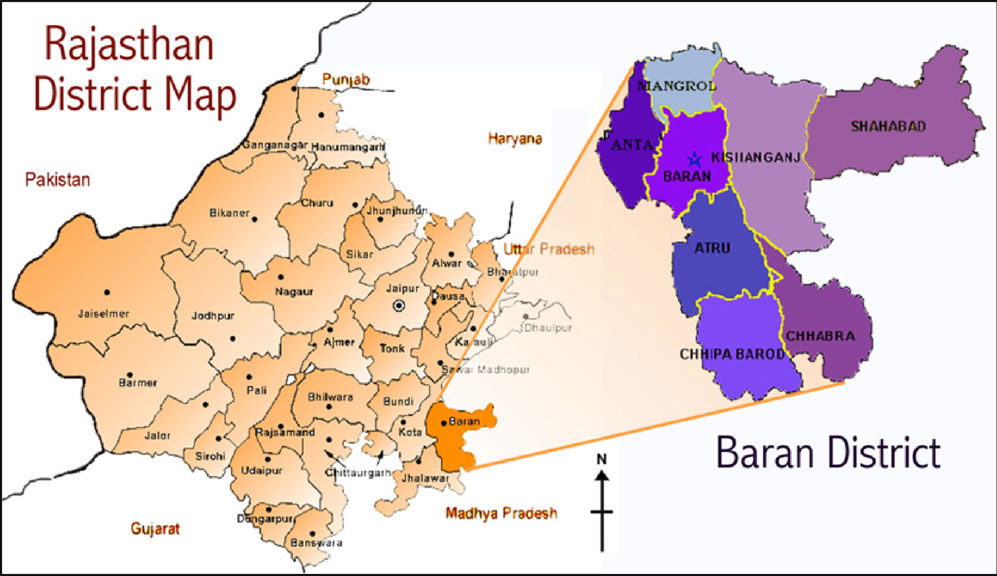 Rajasthan
District Map
Punjab
Haryana
Pakistan
Uttar Pradesh
Madhya Pradesh
Gujarat
Ganganagar
Hanumangarh
Bikaner
Churu
Jhunjhunun
Sikar
Alwar
Bharatpur
Jaiselmer
Jodhpur
Nagaur
Jaipur
Dausa
Dhaulpur
Karauli
Ajmer
Tonk
Sawai Madhopur
Barmer
Pali
Bhilwara
Bundi
Baran
Jalor
Sirohi
Rajsamand
Kota
Udaipur
Chittaurgarh
Jhalawar
Dungarpur
Banswara
N
MANGROL
ANTA
BARAN
KISHANGANJ
SHAHABAD
ATRU
CHHIPA BAROD
CHHABRA
Baran District